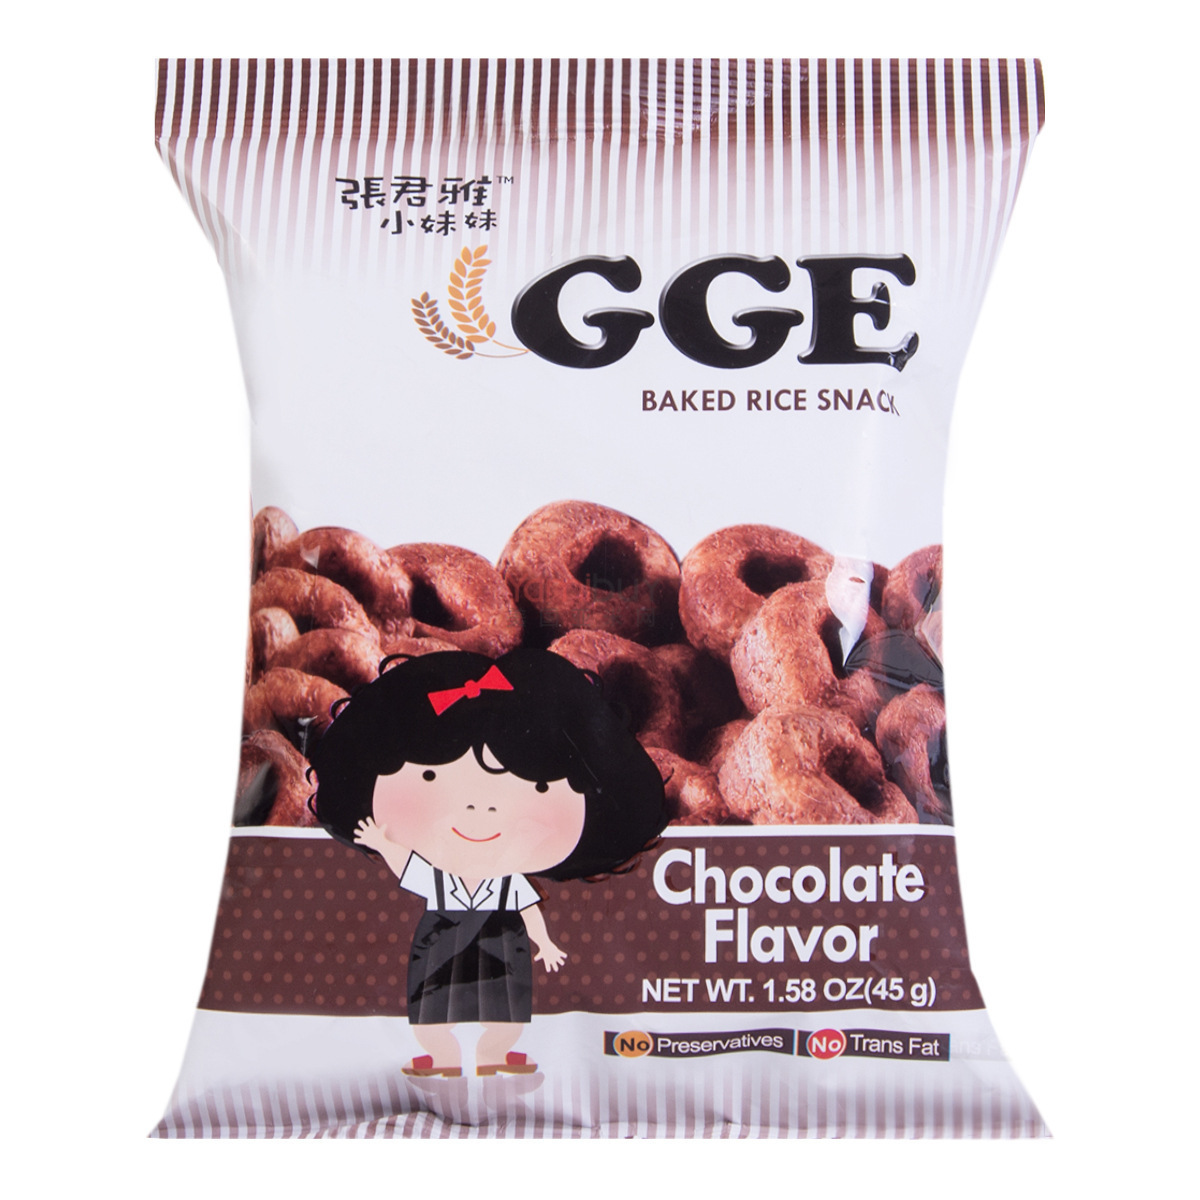 張君雅™
小妹妹
GGE
BAKED RICE SNACK
Chocolate
Flavor
NET WT. 1.58 OZ(45 g)
No Preservatives
No Trans Fat